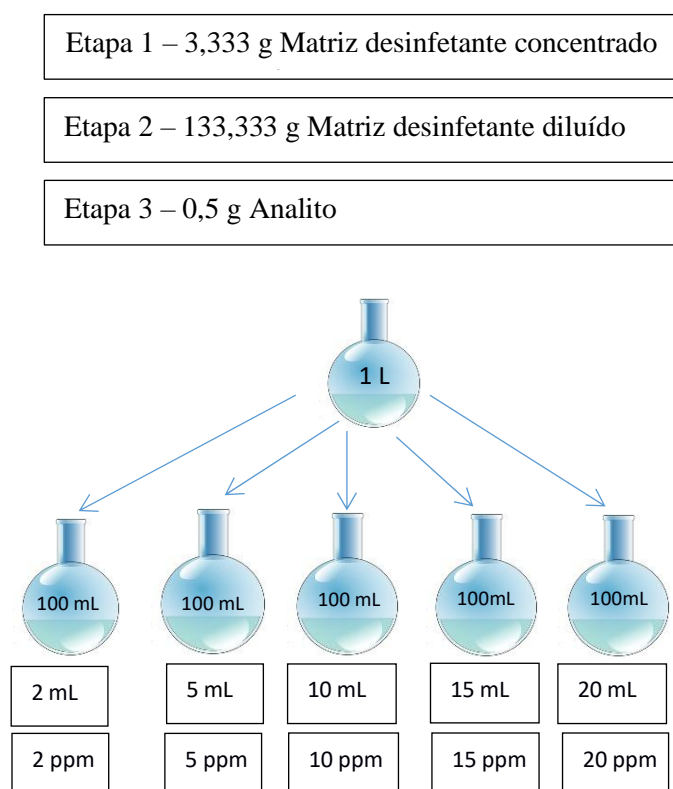 Etapa 1 – 3,333 g Matriz desinfetante concentrado
Etapa 2 – 133,333 g Matriz desinfetante diluído
Etapa 3 – 0,5 g Analito
1 L
100 mL
100 mL
100 mL
100mL
100mL
2 mL
5 mL
10 mL
15 mL
20 mL
2 ppm
5 ppm
10 ppm
15 ppm
20 ppm